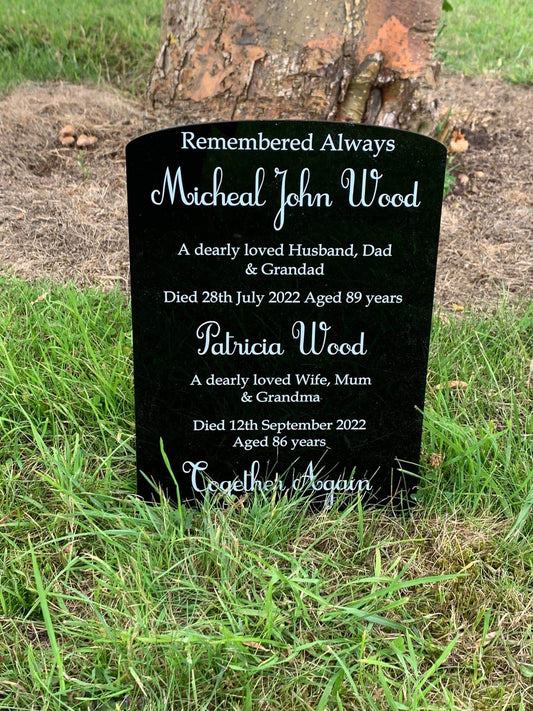 Remembered Always
Micheal John Wood
A dearly loved Husband, Dad
& Grandad
Died 28th July 2022 Aged 89 years
Patricia Wood
A dearly loved Wife, Mum
& Grandma
Died 12th September 2022
Aged 86 years
Together Again